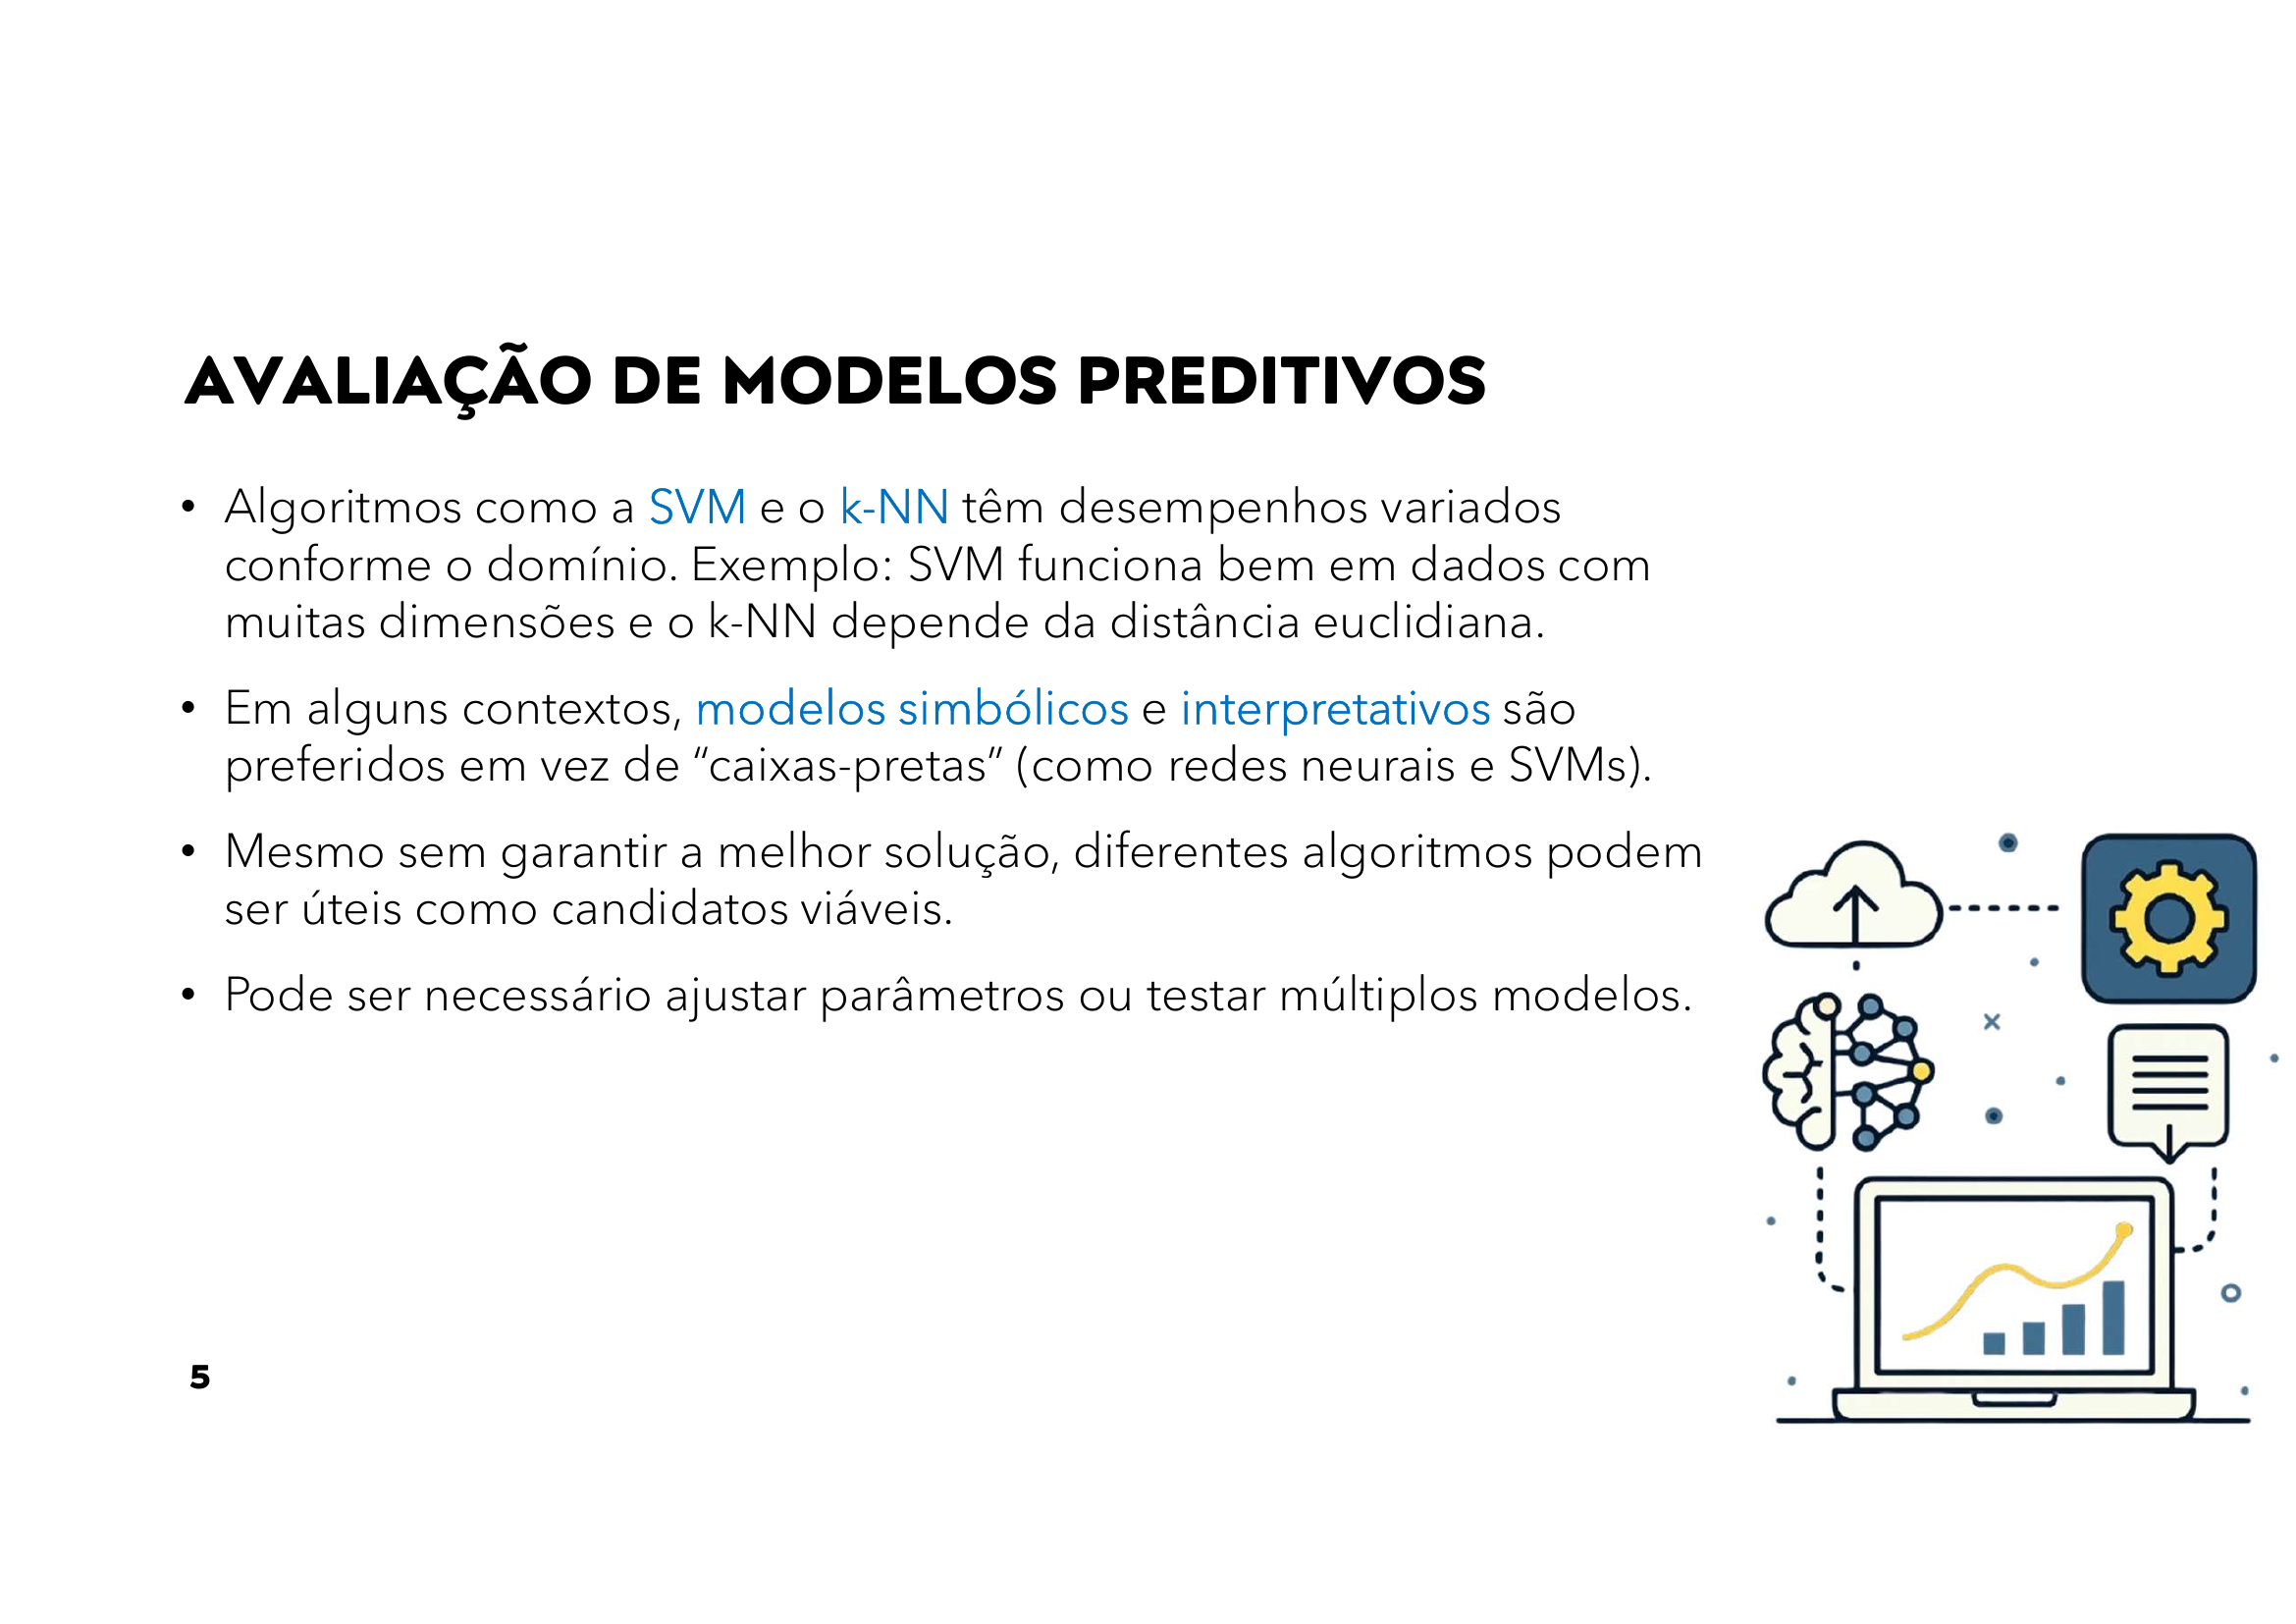 AVALIAÇÃO DE MODELOS PREDITIVOS
• Algoritmos como a SVM e o k-NN têm desempenhos variados
conforme o domínio. Exemplo: SVM funciona bem em dados com
muitas dimensões e o k-NN depende da distância euclidiana.
• Em alguns contextos, modelos simbólicos e interpretativos são
preferidos em vez de “caixas-pretas” (como redes neurais e SVMs).
• Mesmo sem garantir a melhor solução, diferentes algoritmos podem
ser úteis como candidatos viáveis.
• Pode ser necessário ajustar parâmetros ou testar múltiplos modelos.
5